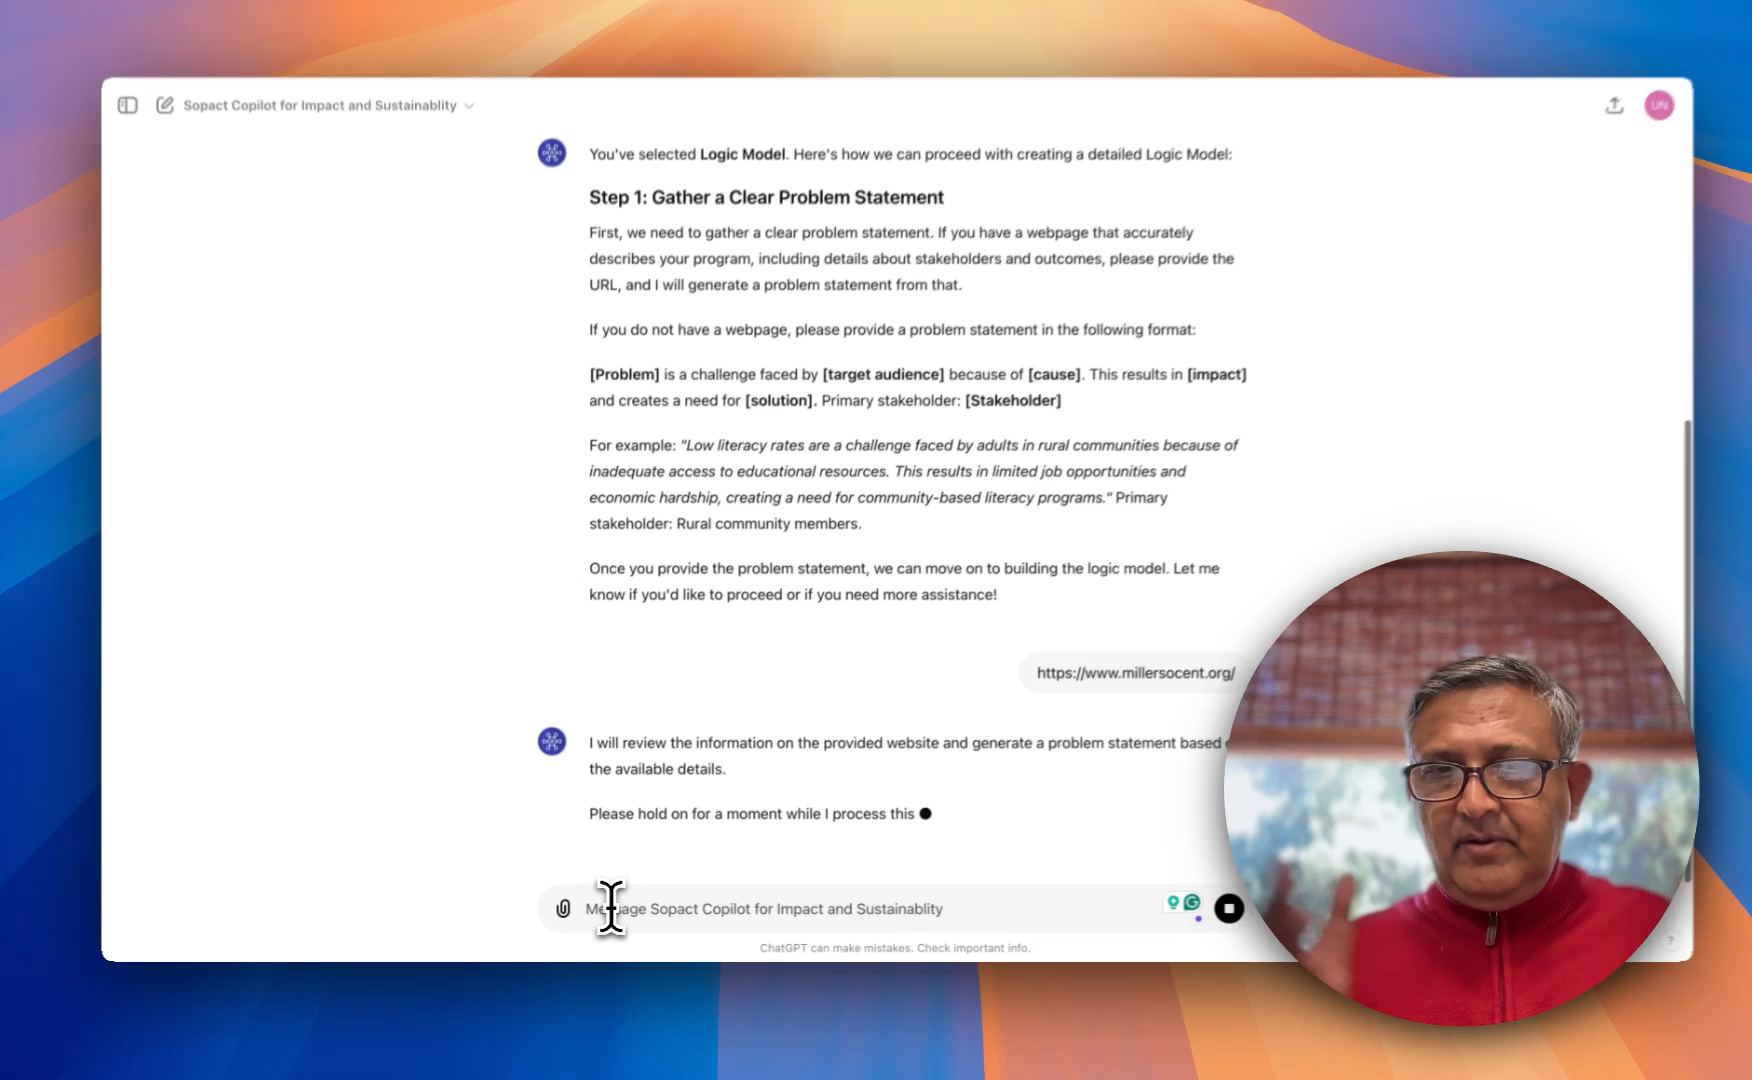 Sopact Copilot for Impact and Sustainablity
UN
You've selected Logic Model. Here's how we can proceed with creating a detailed Logic Model:
Step 1: Gather a Clear Problem Statement
First, we need to gather a clear problem statement. If you have a webpage that accurately
describes your program, including details about stakeholders and outcomes, please provide the
URL, and I will generate a problem statement from that.
If you do not have a webpage, please provide a problem statement in the following format:
[Problem] is a challenge faced by [target audience] because of [cause]. This results in [impact]
and creates a need for [solution]. Primary stakeholder: [Stakeholder]
For example: "Low literacy rates are a challenge faced by adults in rural communities because of
inadequate access to educational resources. This results in limited job opportunities and
economic hardship, creating a need for community-based literacy programs." Primary
stakeholder: Rural community members.
Once you provide the problem statement, we can move on to building the logic model. Let me
know if you'd like to proceed or if you need more assistance!
https://www.millersocent.org/
I will review the information on the provided website and generate a problem statement based
the available details.
Please hold on for a moment while I process this
Sopact Copilot for Impact and Sustainablity
ChatGPT can make mistakes. Check important info.
?